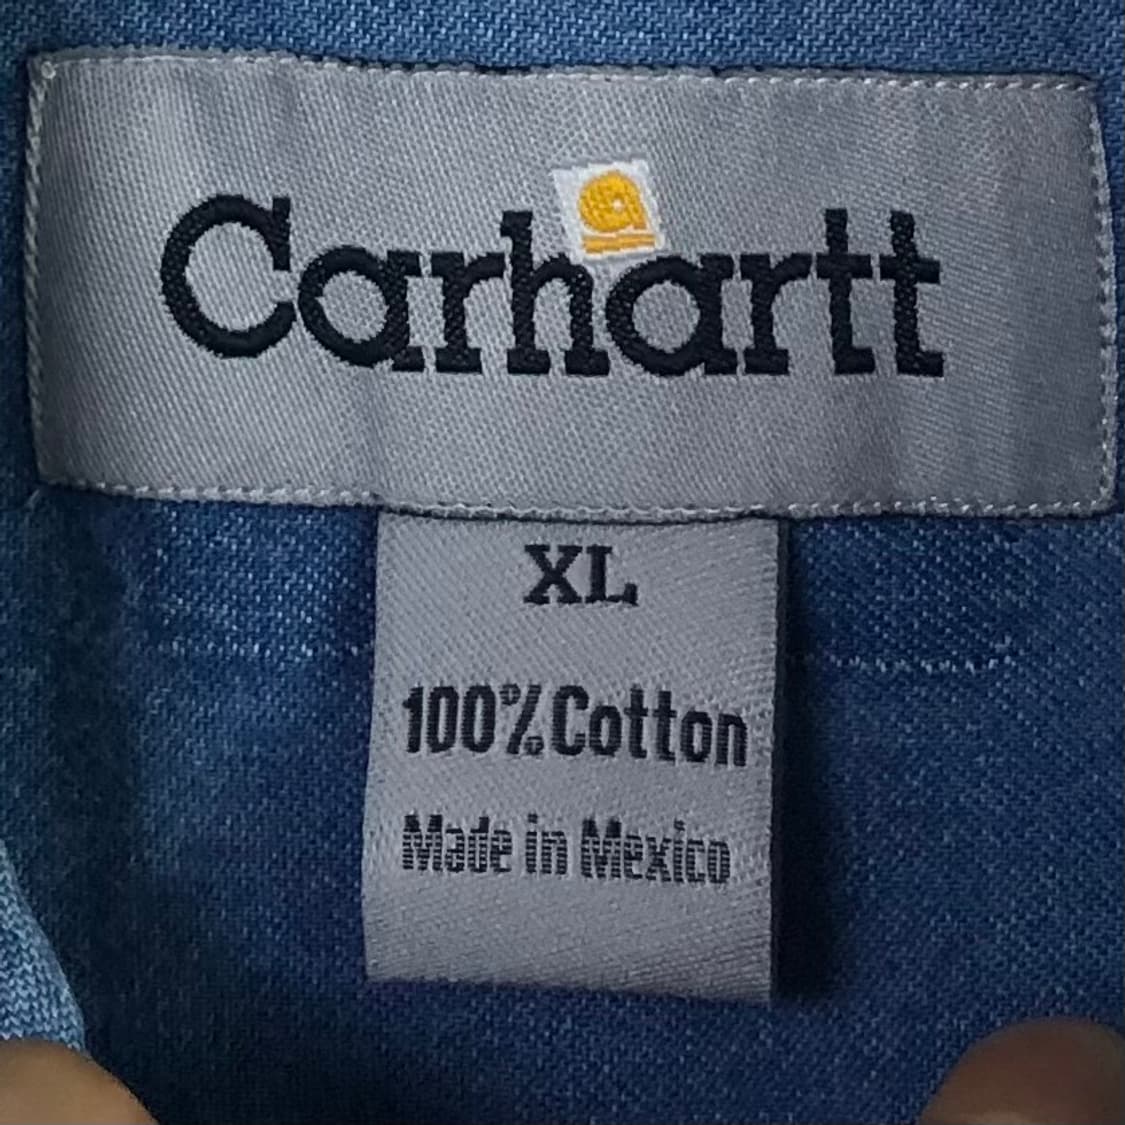 Carhartt
XL
100% Cotton
Made in Mexico